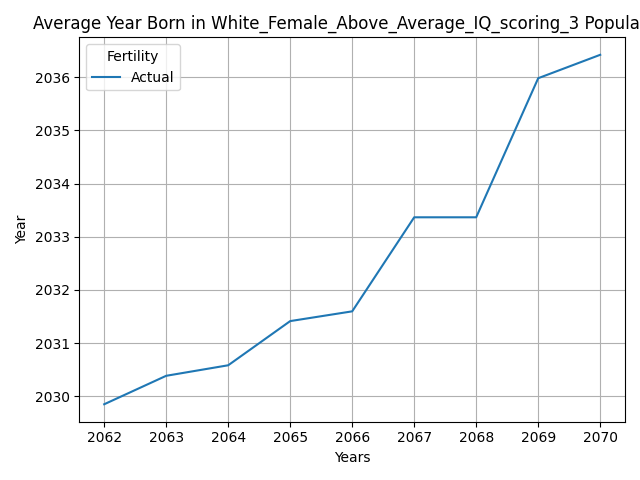 Average Year Born in White_Female_Above_Average_IQ_scoring_3 Popula
Fertility
Actual
2036
2035
2034
2033
2032
2031
2030
Year
2062 2063 2064 2065 2066 2067 2068 2069 2070
Years